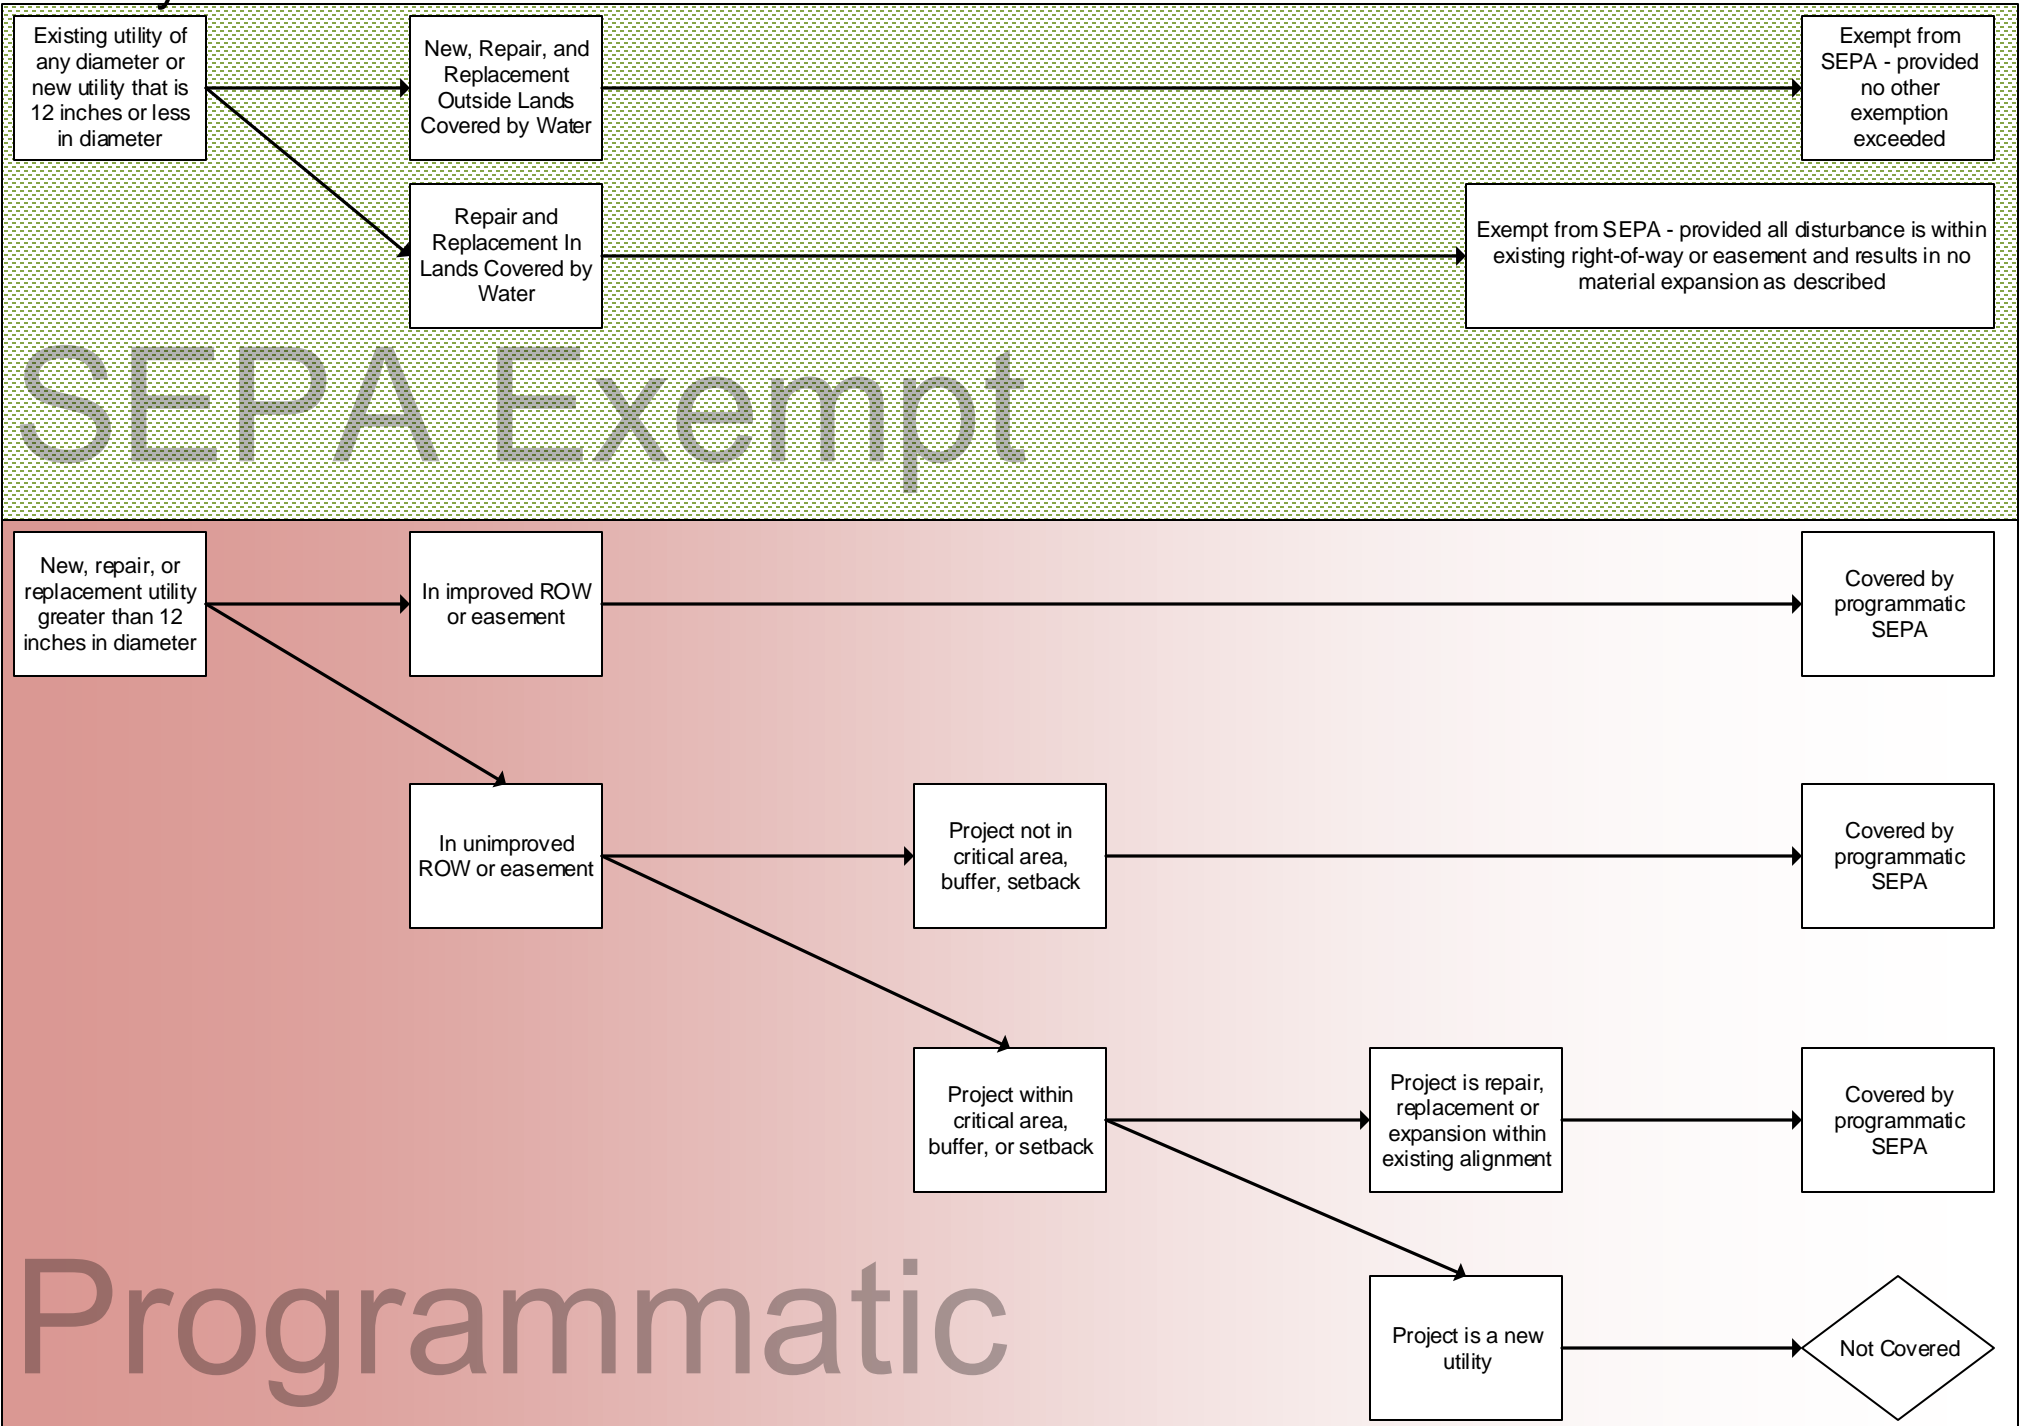 Existing utility of
any diameter or
new utility that is
12 inches or less
in diameter
New, Repair, and
Replacement
Outside Lands
Covered by Water
Exempt from
SEPA - provided
no other
exemption
exceeded
Repair and
Replacement In
Lands Covered by
Water
Exempt from SEPA - provided all disturbance is within
existing right-of-way or easement and results in no
material expansion as described
SEPA Exempt
New, repair, or
replacement utility
greater than 12
inches in diameter
In improved ROW
or easement
Covered by
programmatic
SEPA
In unimproved
ROW or easement
Project not in
critical area,
buffer, setback
Covered by
programmatic
SEPA
Project within
critical area,
buffer, or setback
Project is repair,
replacement or
expansion within
existing alignment
Covered by
programmatic
SEPA
Programmatic
Project is a new
utility
Not Covered